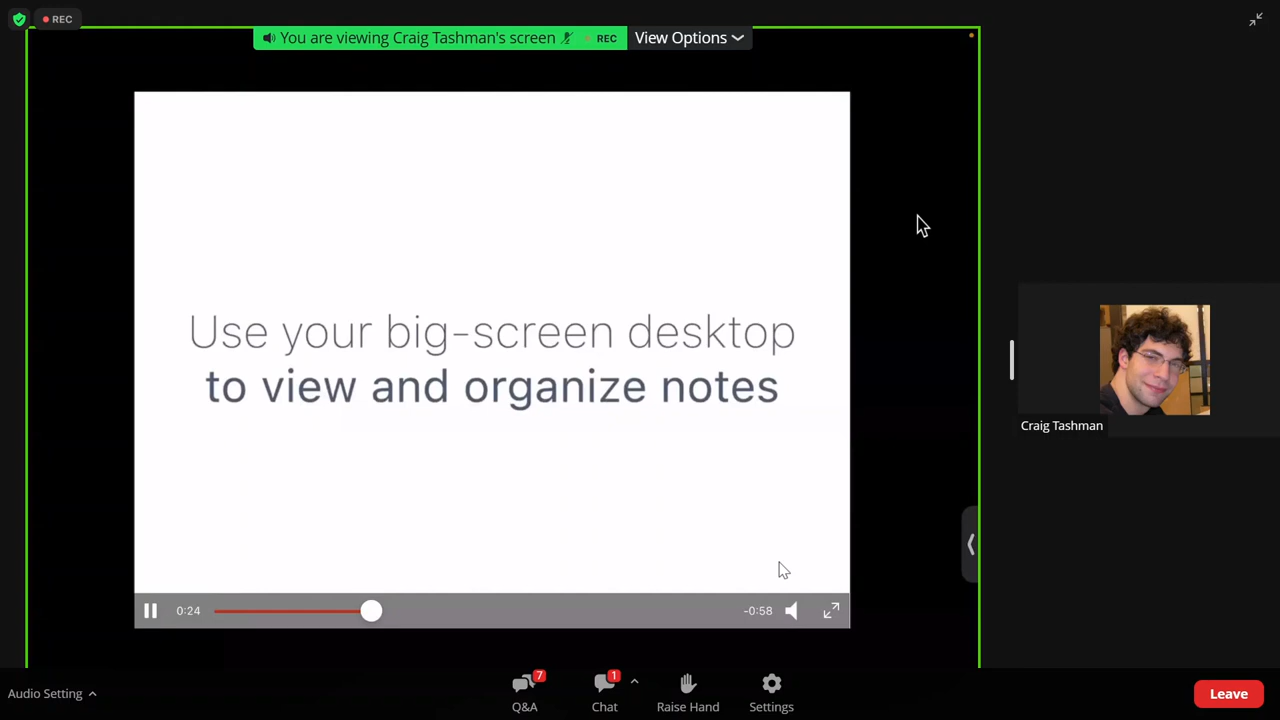 REC
You are viewing Craig Tashman's screen REC View Options
Use your big-screen desktop
to view and organize notes
Craig Tashman
0:24 -0:58
7 1
Audio Setting Q&A Chat Raise Hand Settings Leave